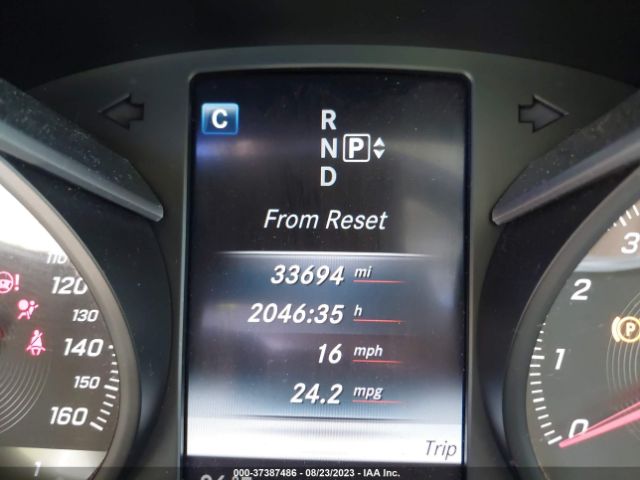 C
R
N P
D
From Reset
33694 mi
2046:35 h
16 mph
24.2 mpg
Trip
110
120
130
140
150
160
1
3
2
1
0
000-37387486 - 08/23/2023 - IAA Inc.